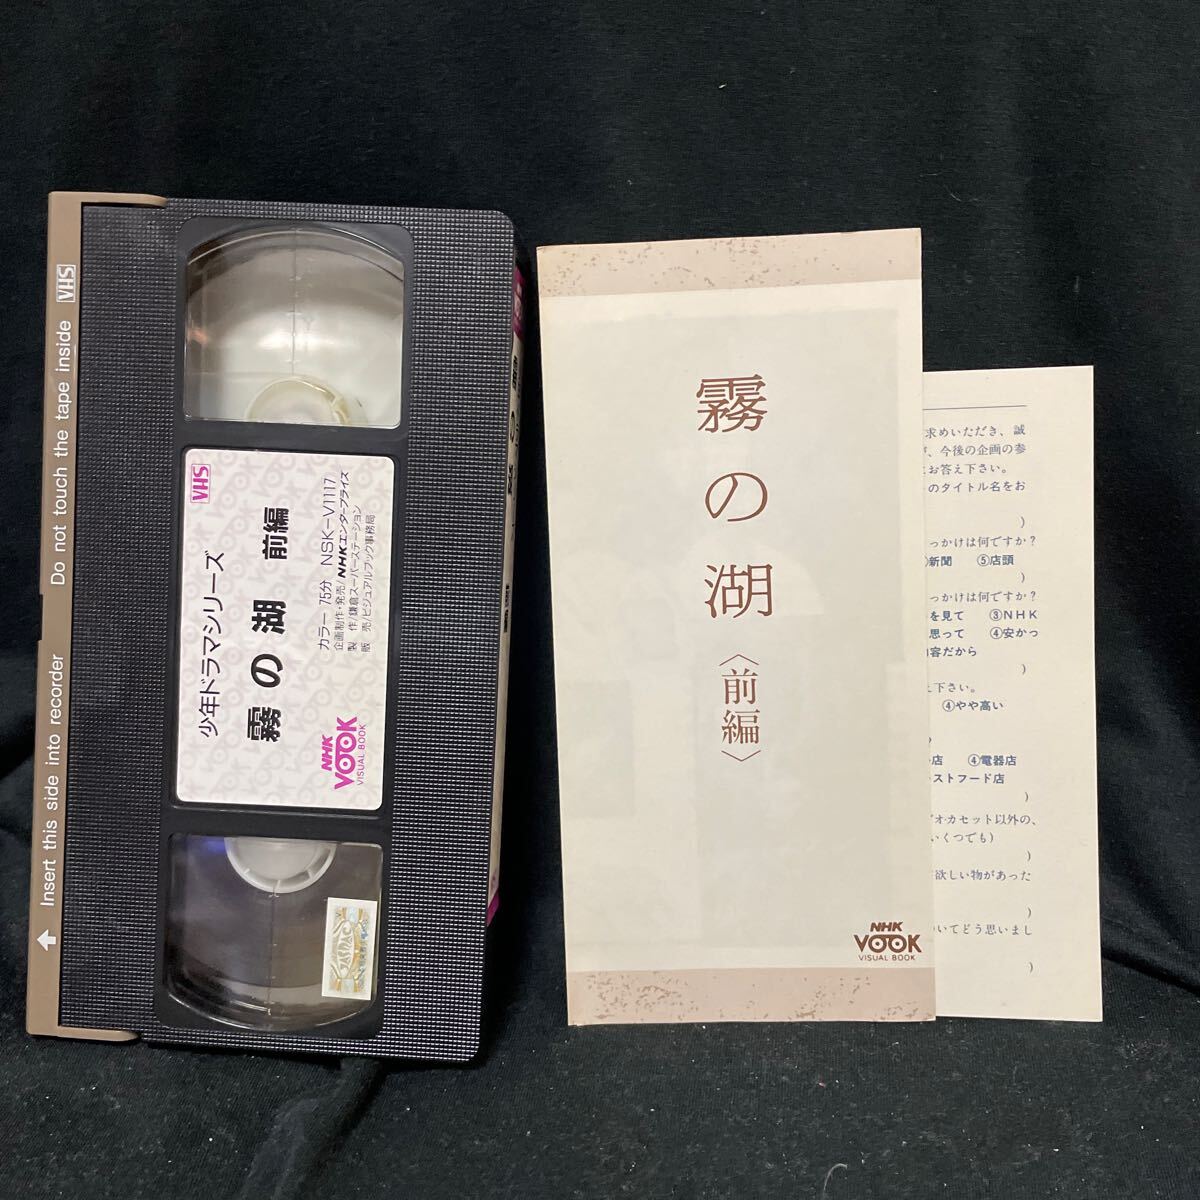 Insert this side into recorder Do not touch the tape inside VHS
VHS
少年ドラマシリーズ
霧の湖 前編
カラー 75分 NSK-V1117
企画制作・発売/NHKエンタープライズ
製作/鎌倉スーパーステーション
販売/ビジュアルブック事務局
NHK
VOOK
VISUAL BOOK
霧の湖
〈前編〉
NHK
VOOK
VISUAL BOOK
求めいただき、誠
、今後の企画の参
お答え下さい。
のタイトル名をお
)
っかけは何ですか？
新聞 ⑤店頭
)
っかけは何ですか？
を見て ③NHK
思って ④安かっ
容だから
)
下さい。
④やや高い
店 ④電器店
ストフード店
)
オ・カセット以外の、
いくつでも)
)
欲しい物があった
)
いてどう思いまし
)